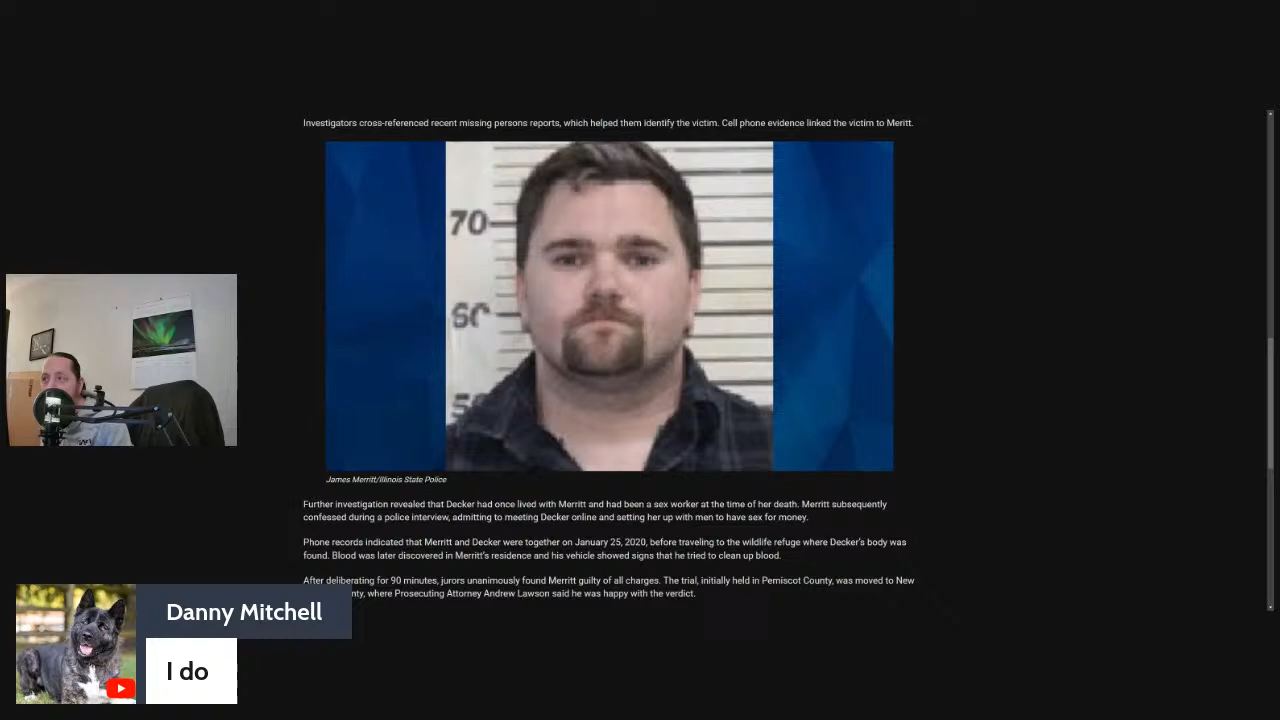 Investigators cross-referenced recent missing persons reports, which helped them identify the victim. Cell phone evidence linked the victim to Meritt.
70
60
5
James Merritt/Illinois State Police
Further investigation revealed that Decker had once lived with Merritt and had been a sex worker at the time of her death. Merritt subsequently
confessed during a police interview, admitting to meeting Decker online and setting her up with men to have sex for money.
Phone records indicated that Merritt and Decker were together on January 25, 2020, before traveling to the wildlife refuge where Decker's body was
found. Blood was later discovered in Merritt's residence and his vehicle showed signs that he tried to clean up blood.
After deliberating for 90 minutes, jurors unanimously found Merritt guilty of all charges. The trial, initially held in Pemiscot County, was moved to New
nty, where Prosecuting Attorney Andrew Lawson said he was happy with the verdict.
Danny Mitchell
I do